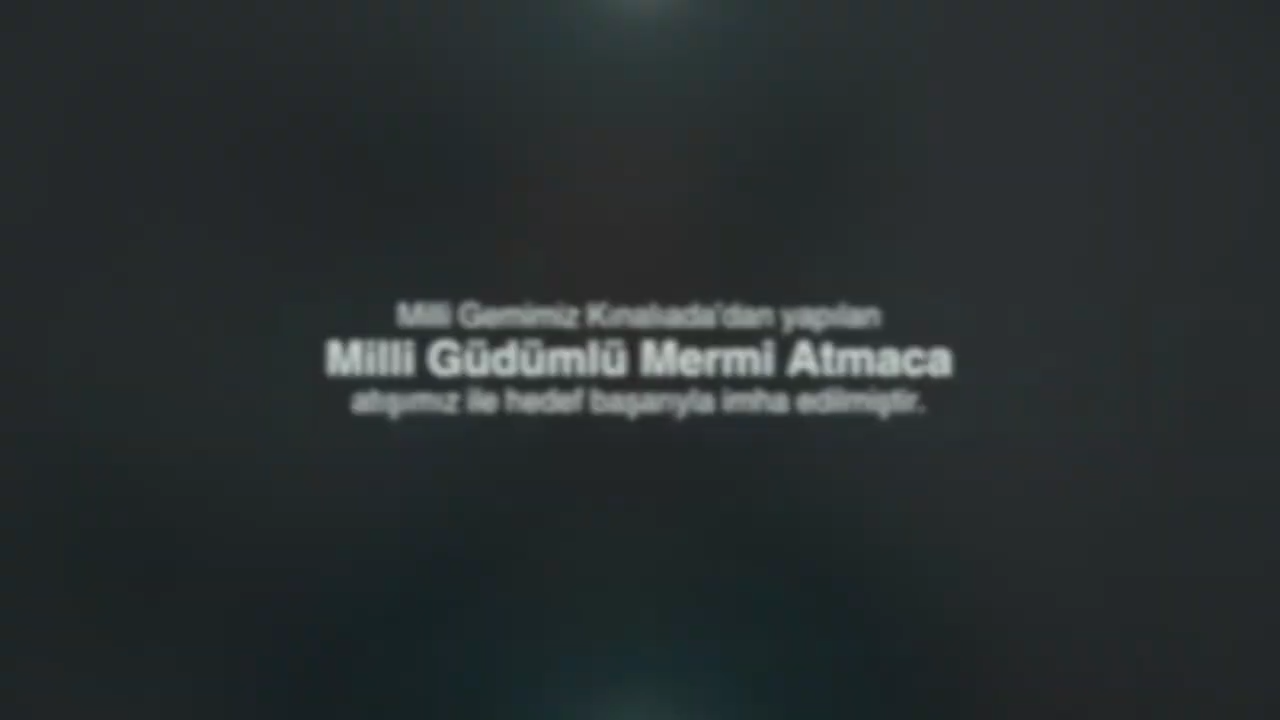 Milli Gemimiz Kınalıada'dan yapılan
Milli Güdümlü Mermi Atmaca
atışımız ile hedef başarıyla imha edilmiştir.